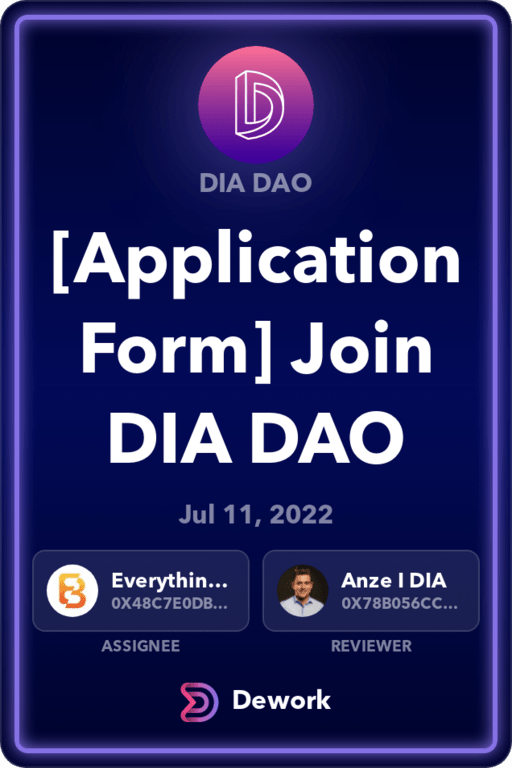 DIA DAO
[Application
Form] Join
DIA DAO
Jul 11, 2022
Everythin...
0X48C7E0DB...
ASSIGNEE
Anze I DIA
0X78B056CC...
REVIEWER
Dework